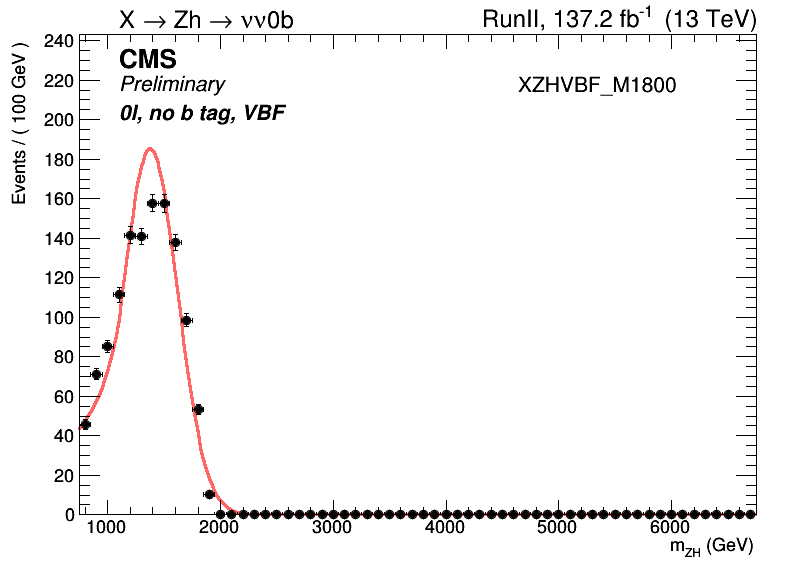 X → Zh → νν0b
RunII, 137.2 fb⁻¹ (13 TeV)
CMS
Preliminary
XZHVBF_M1800
0l, no b tag, VBF
Events / ( 100 GeV )
240
220
200
180
160
140
120
100
80
60
40
20
0
1000 2000 3000 4000 5000 6000
m_ZH (GeV)